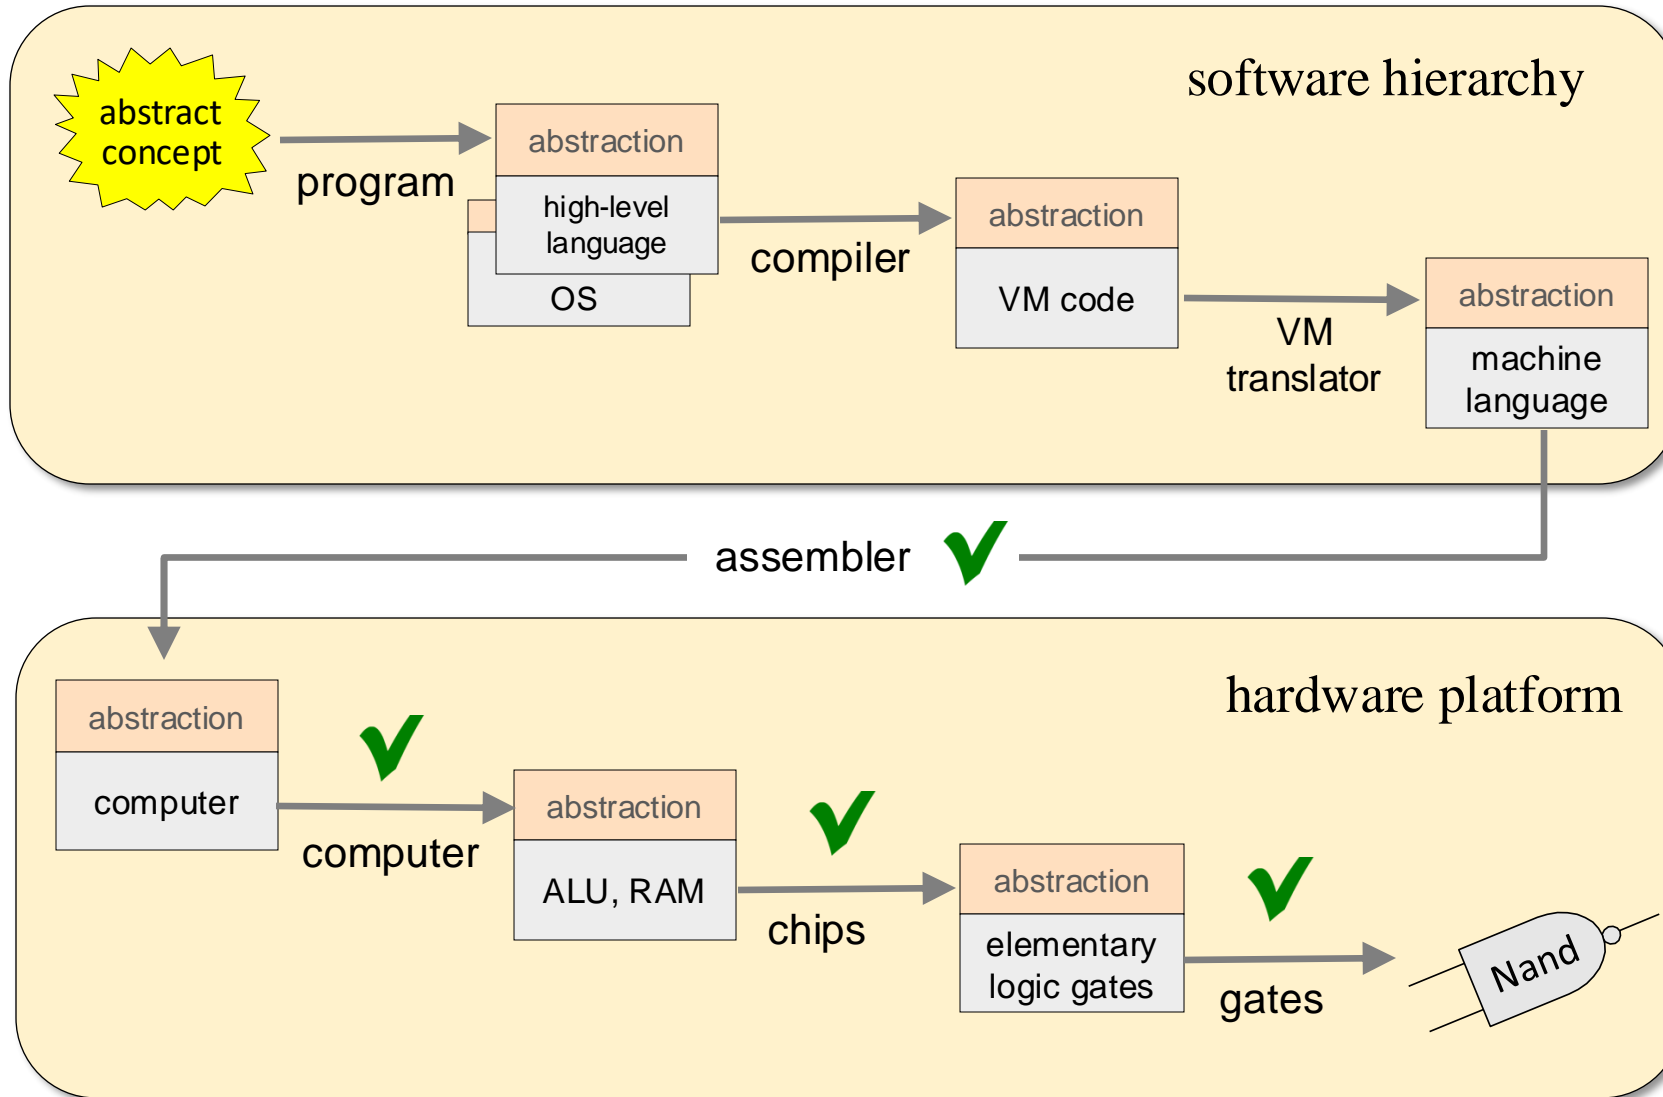 software hierarchy
abstract
concept
program
abstraction
high-level
language
OS
compiler
abstraction
VM code
VM
translator
abstraction
machine
language
assembler
hardware platform
abstraction
computer
computer
abstraction
ALU, RAM
chips
abstraction
elementary
logic gates
gates
Nand